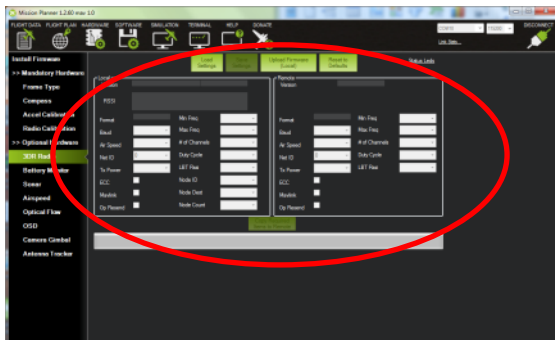 Mission Planner 1.2.60 mav 1.0
FLIGHT DATA FLIGHT PLAN HARDWARE SOFTWARE SIMULATION TERMINAL HELP DONATE
DISCONNECT
Link Stats...
Install Firmware
>> Mandatory Hardware
Frame Type
Compass
Accel Calibration
Radio Calibration
>> Optional Hardware
3DR Radio
Battery Monitor
Sonar
Airspeed
Optical Flow
OSD
Camera Gimbal
Antenna Tracker
Load Settings
Save Settings
Upload Firmware (Local)
Reset to Defaults
Status Leds
Local
Version
RSSI
Format
Min Freq
Baud
Max Freq
Air Speed
# of Channels
Net ID
Duty Cycle
Tx Power
LBT Rssi
ECC
Node ID
Mavlink
Node Dest
Op Resend
Node Count
Remote
Version
Format
Min Freq
Baud
Max Freq
Air Speed
# of Channels
Net ID
Duty Cycle
Tx Power
LBT Rssi
ECC
Mavlink
Op Resend